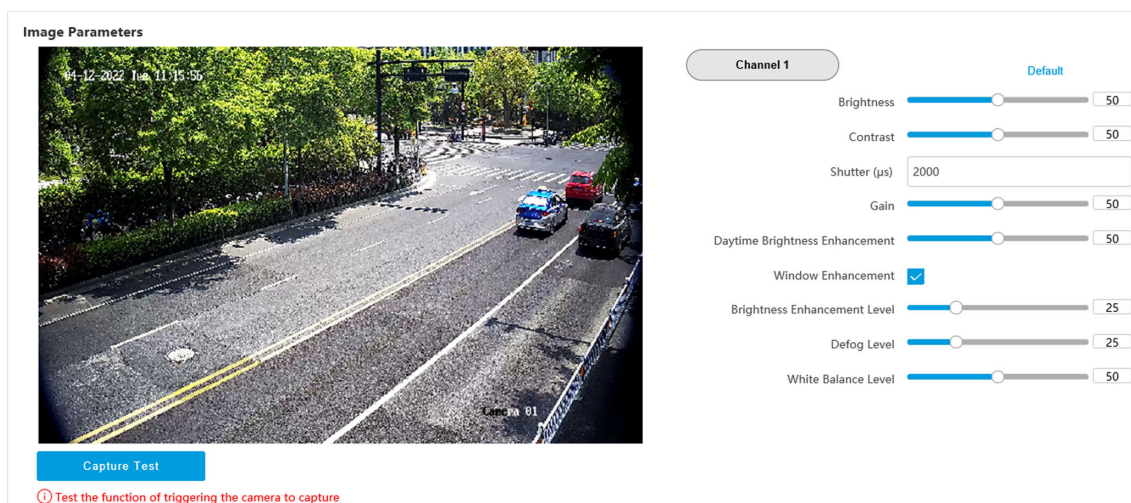 Image Parameters
04-12-2022 Tue 11:15:56
Camera 01
Capture Test
Test the function of triggering the camera to capture
Channel 1
Default
Brightness 50
Contrast 50
Shutter (µs) 2000
Gain 50
Daytime Brightness Enhancement 50
Window Enhancement
Brightness Enhancement Level 25
Defog Level 25
White Balance Level 50